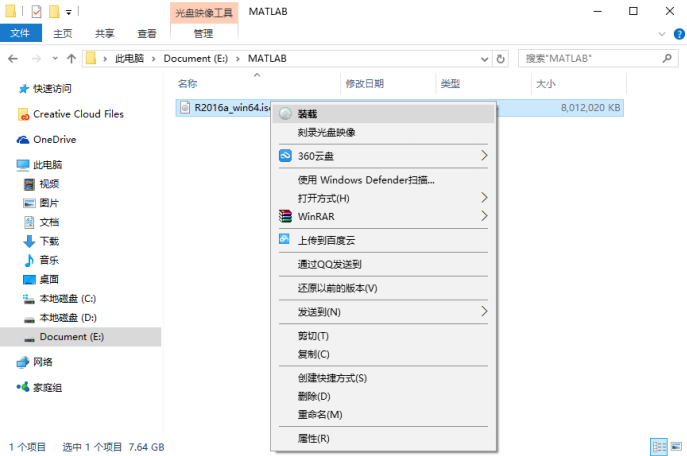 光盘映像工具 MATLAB
文件 主页 共享 查看 管理
此电脑 Document (E:) MATLAB 搜索"MATLAB"
名称 修改日期 类型 大小
快速访问
R2016a_win64.iso 8,012,020 KB
Creative Cloud Files
OneDrive
此电脑
视频
图片
文档
下载
音乐
桌面
本地磁盘 (C:)
本地磁盘 (D:)
Document (E:)
网络
家庭组
装载
刻录光盘映像
360云盘
使用 Windows Defender扫描...
打开方式(H)
WinRAR
上传到百度云
通过QQ发送到
还原以前的版本(V)
发送到(N)
剪切(T)
复制(C)
创建快捷方式(S)
删除(D)
重命名(M)
属性(R)
1 个项目 选中 1 个项目 7.64 GB